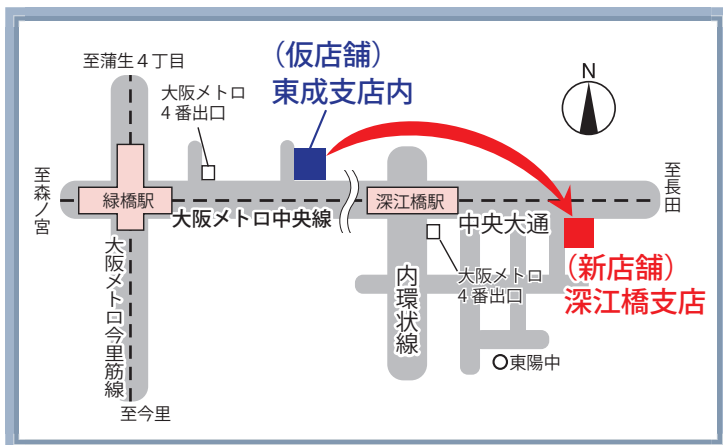 至蒲生４丁目
(仮店舗)
東成支店内
大阪メトロ
4番出口
N
至森ノ宮
緑橋駅
大阪メトロ中央線
深江橋駅
中央大通
至長田
大阪メトロ今里筋線
内環状線
大阪メトロ
4番出口
(新店舗)
深江橋支店
東陽中
至今里